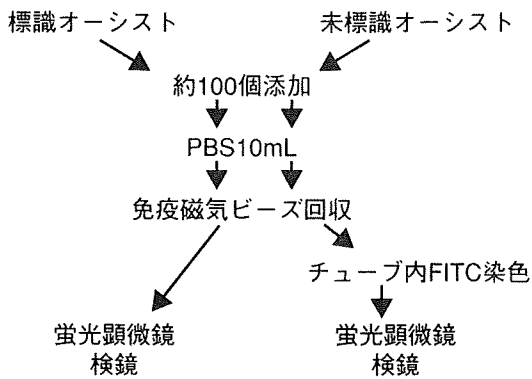 標識オーシスト
未標識オーシスト
約100個添加
PBS10mL
免疫磁気ビーズ回収
チューブ内FITC染色
蛍光顕微鏡
検鏡
蛍光顕微鏡
検鏡